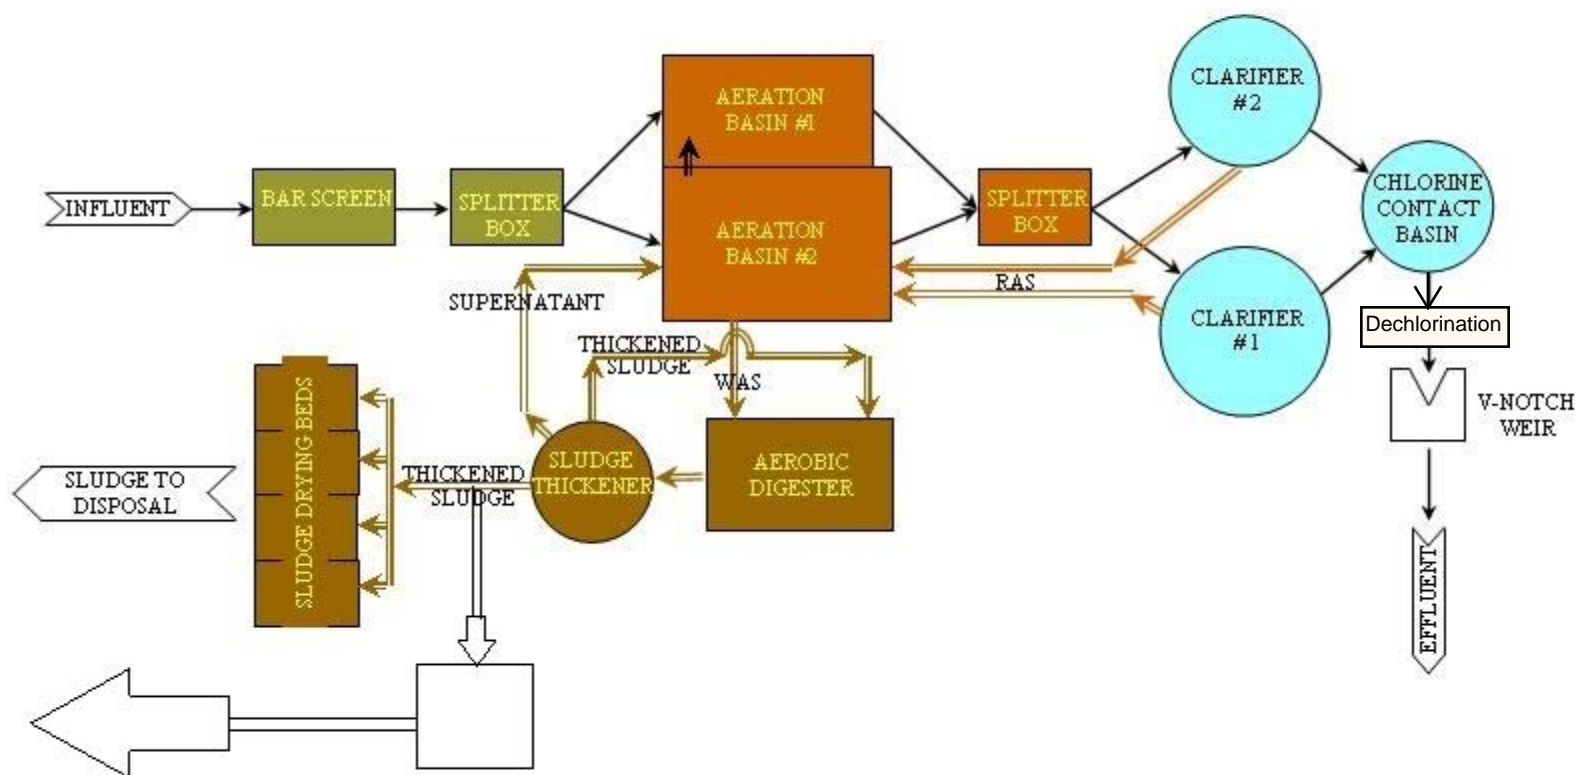 AERATION
BASIN #1
CLARIFIER
#2
INFLUENT
BAR SCREEN
SPLITTER
BOX
AERATION
BASIN #2
SPLITTER
BOX
CHLORINE
CONTACT
BASIN
SUPERNATANT
RAS
CLARIFIER
#1
Dechlorination
THICKENED
SLUDGE
WAS
V-NOTCH
WEIR
SLUDGE DRYING BEDS
SLUDGE TO
DISPOSAL
THICKENED
SLUDGE
SLUDGE
THICKENER
AEROBIC
DIGESTER
EFFLUENT